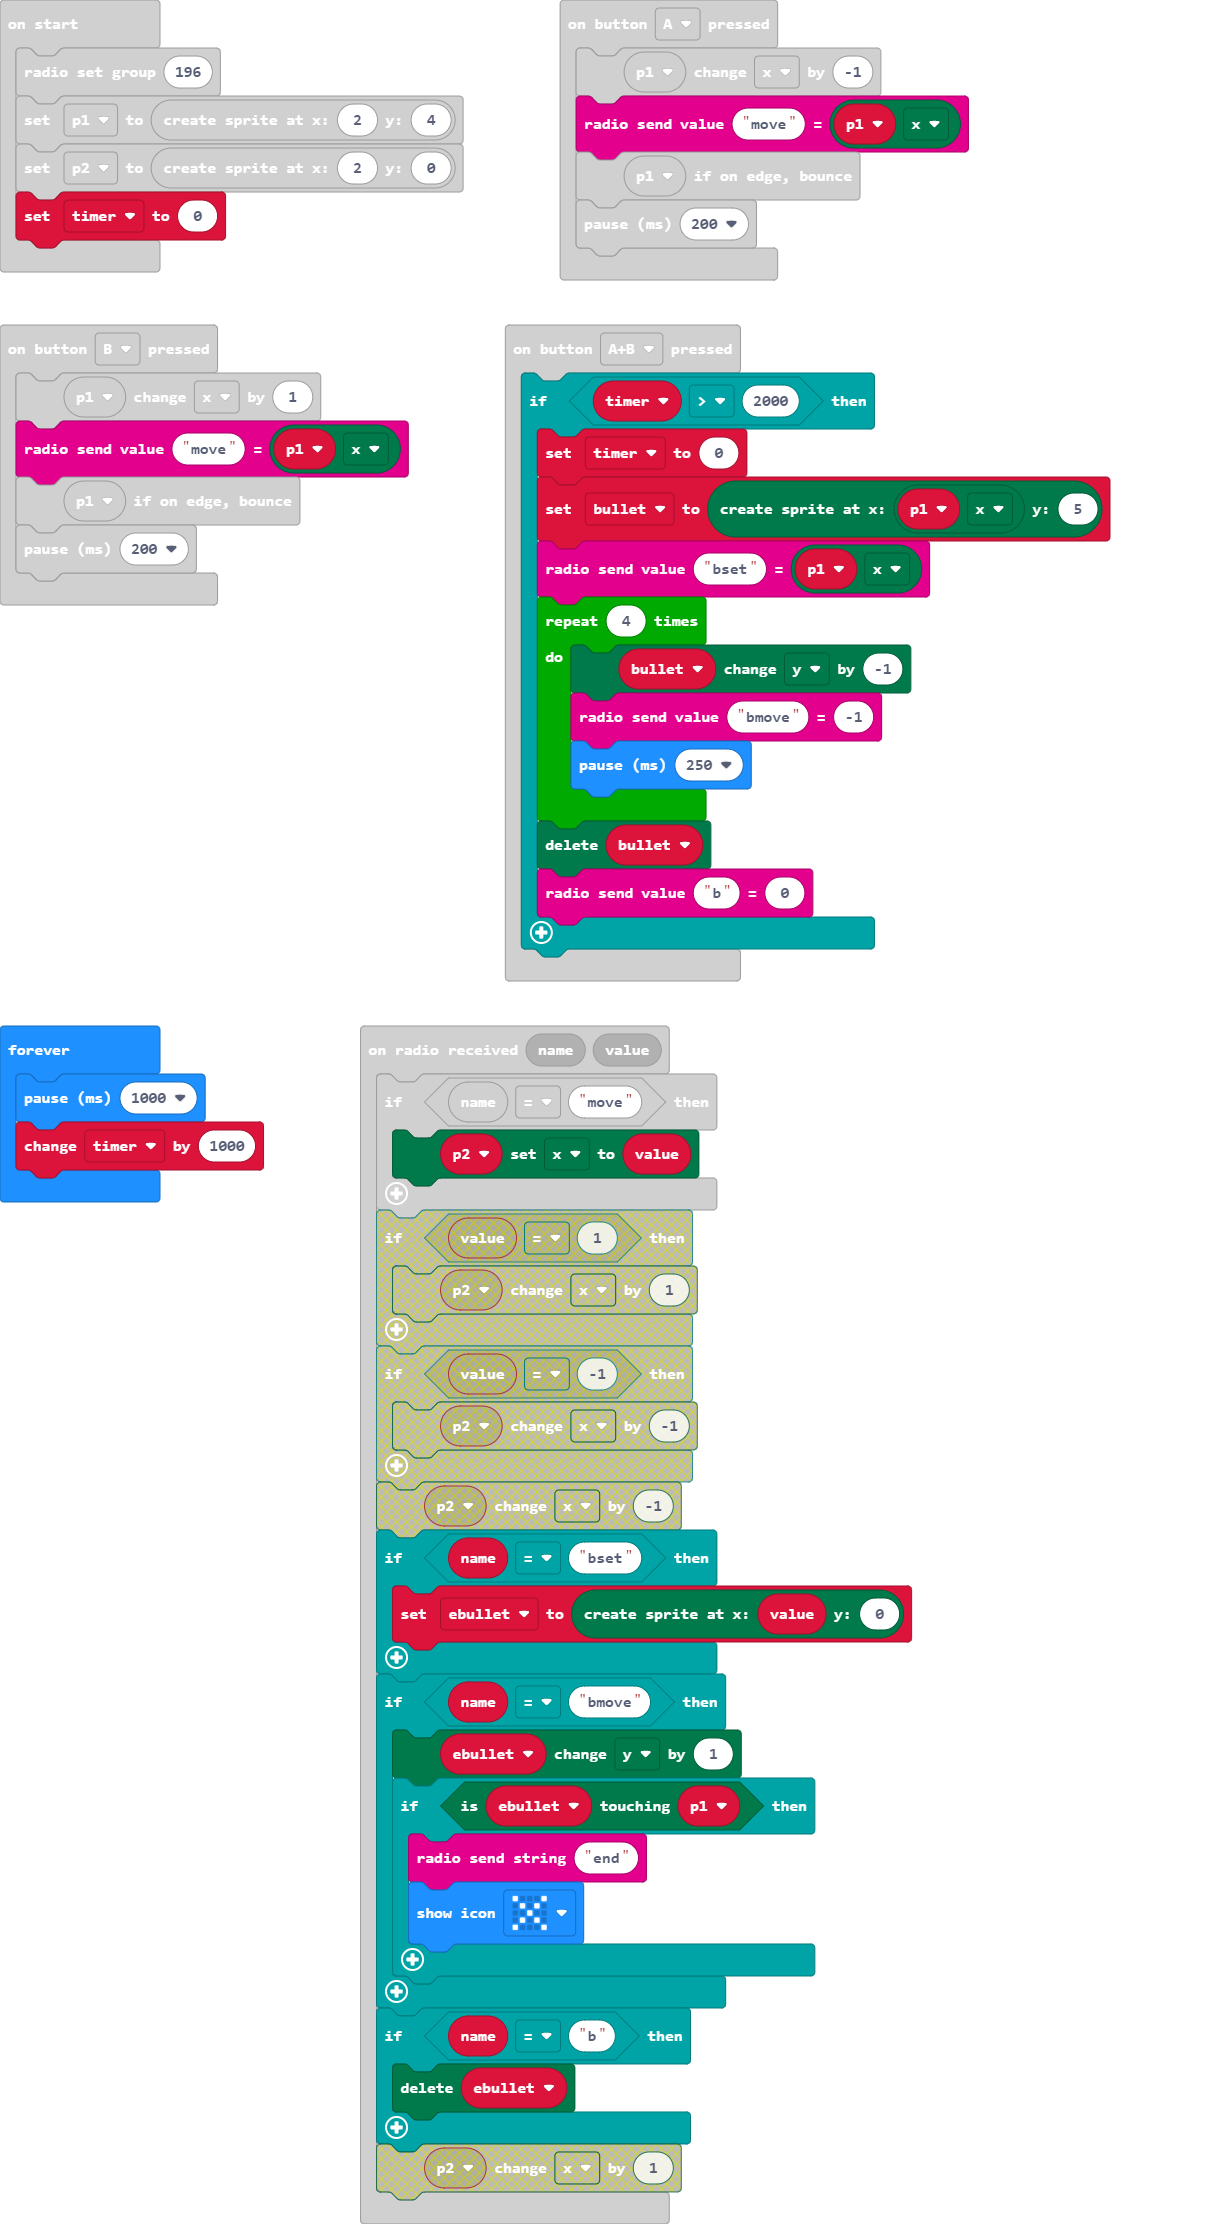 on start
radio set group 196
set p1 to create sprite at x: 2 y: 4
set p2 to create sprite at x: 2 y: 0
set timer to 0
on button A pressed
p1 change x by -1
radio send value "move" = p1 x
p1 if on edge, bounce
pause (ms) 200
on button B pressed
p1 change x by 1
radio send value "move" = p1 x
p1 if on edge, bounce
pause (ms) 200
on button A+B pressed
if timer > 2000 then
set timer to 0
set bullet to create sprite at x: p1 x y: 5
radio send value "bset" = p1 x
repeat 4 times
do
bullet change y by -1
radio send value "bmove" = -1
pause (ms) 250
delete bullet
radio send value "b" = 0
forever
pause (ms) 1000
change timer by 1000
on radio received name value
if name = "move" then
p2 set x to value
if value = 1 then
p2 change x by 1
if value = -1 then
p2 change x by -1
p2 change x by -1
if name = "bset" then
set ebullet to create sprite at x: value y: 0
if name = "bmove" then
ebullet change y by 1
if is ebullet touching p1 then
radio send string "end"
show icon
if name = "b" then
delete ebullet
p2 change x by 1